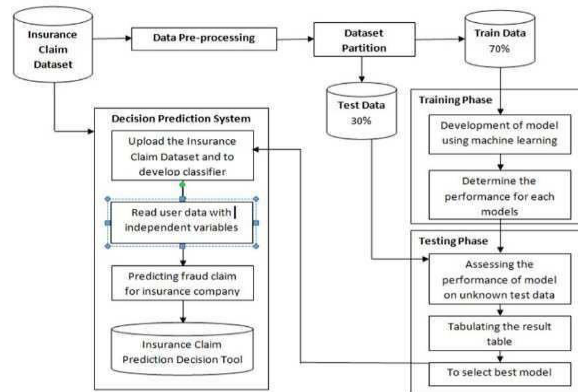 Insurance
Claim
Dataset
Data Pre-processing
Dataset
Partition
Train Data
70%
Test Data
30%
Training Phase
Development of model
using machine learning
Determine the
performance for each
models
Testing Phase
Assessing the
performance of model
on unknown test data
Tabulating the result
table
To select best model
Decision Prediction System
Upload the Insurance
Claim Dataset and to
develop classifier
Read user data with
independent variables
Predicting fraud claim
for insurance company
Insurance Claim
Prediction Decision Tool